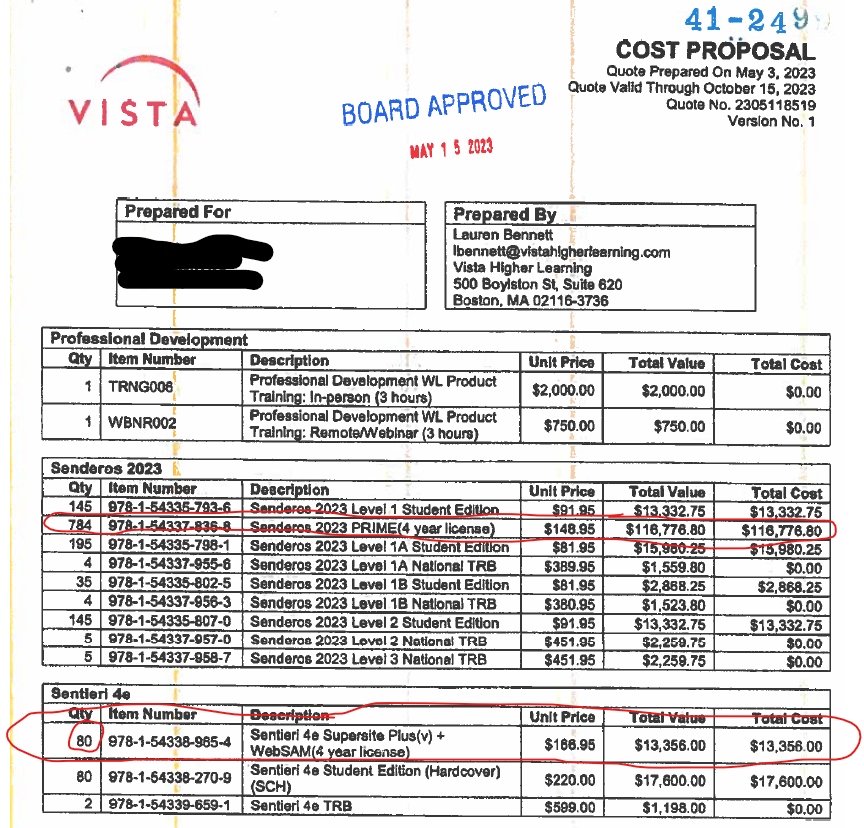 41-249
COST PROPOSAL
Quote Prepared On May 3, 2023
Quote Valid Through October 15, 2023
Quote No. 2305118519
Version No. 1
VISTA
BOARD APPROVED
MAY 15 2023
Prepared For
Prepared By
Lauren Bennett
lbennett@vistahigherlearning.com
Vista Higher Learning
500 Boylston St, Suite 620
Boston, MA 02116-3736
Professional Development
Qty Item Number Description Unit Price Total Value Total Cost
1 TRNG006 Professional Development WL Product Training: In-person (3 hours) $2,000.00 $2,000.00 $0.00
1 WBNR002 Professional Development WL Product Training: Remote/Webinar (3 hours) $750.00 $750.00 $0.00
Senderos 2023
Qty Item Number Description Unit Price Total Value Total Cost
145 978-1-54335-793-6 Senderos 2023 Level 1 Student Edition $91.95 $13,332.75 $13,332.75
784 978-1-54337-836-8 Senderos 2023 PRIME(4 year license) $148.95 $116,776.80 $116,776.80
195 978-1-54335-798-1 Senderos 2023 Level 1A Student Edition $81.95 $15,980.25 $15,980.25
4 978-1-54337-955-6 Senderos 2023 Level 1A National TRB $389.95 $1,559.80 $0.00
35 978-1-54335-802-5 Senderos 2023 Level 1B Student Edition $81.95 $2,868.25 $2,868.25
4 978-1-54337-956-3 Senderos 2023 Level 1B National TRB $380.95 $1,523.80 $0.00
145 978-1-54335-807-0 Senderos 2023 Level 2 Student Edition $91.95 $13,332.75 $13,332.75
5 978-1-54337-957-0 Senderos 2023 Level 2 National TRB $451.95 $2,259.75 $0.00
5 978-1-54337-958-7 Senderos 2023 Level 3 National TRB $451.95 $2,259.75 $0.00
Sentieri 4e
Qty Item Number Description Unit Price Total Value Total Cost
80 978-1-54338-965-4 Sentieri 4e Supersite Plus(v) + WebSAM(4 year license) $166.95 $13,356.00 $13,356.00
80 978-1-54338-270-9 Sentieri 4e Student Edition (Hardcover) (SCH) $220.00 $17,600.00 $17,600.00
2 978-1-54339-659-1 Sentieri 4e TRB $599.00 $1,198.00 $0.00